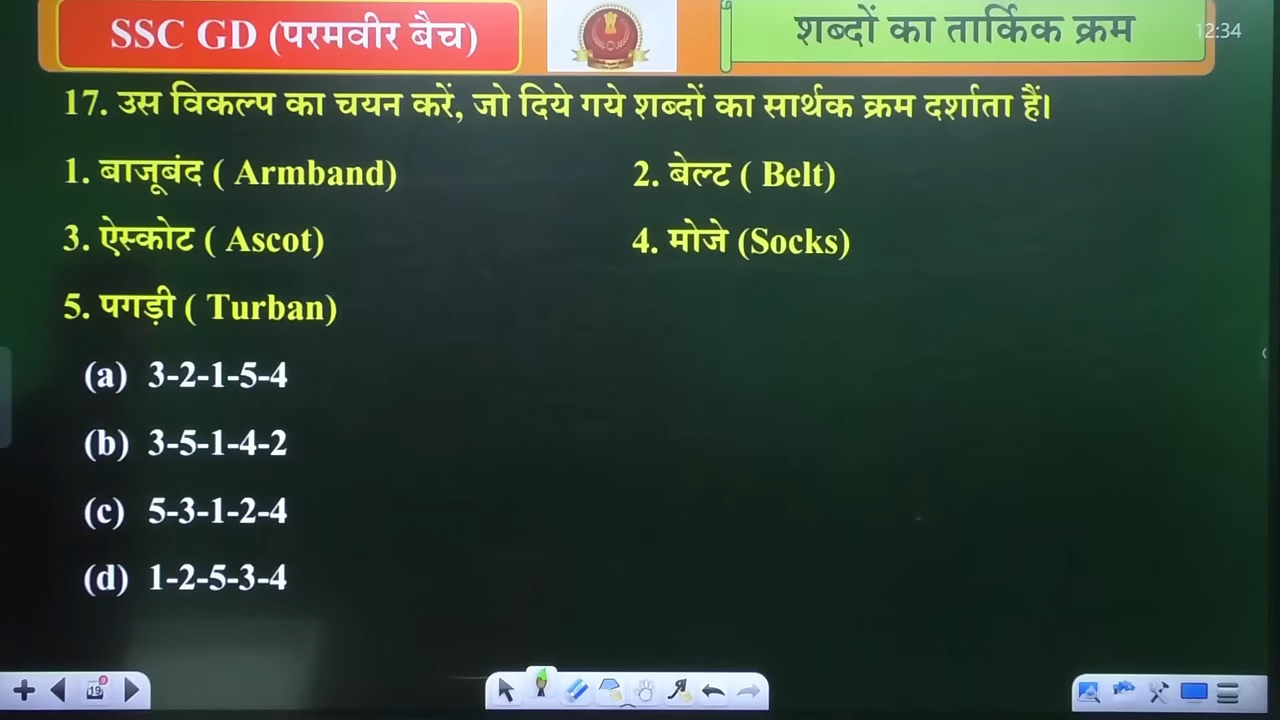 SSC GD (परमवीर बैच)
शब्दों का तार्किक क्रम
12:34
17. उस विकल्प का चयन करें, जो दिये गये शब्दों का सार्थक क्रम दर्शाता हैं।
1. बाजूबंद ( Armband)
2. बेल्ट ( Belt)
3. ऐस्कोट ( Ascot)
4. मोजे (Socks)
5. पगड़ी ( Turban)
(a) 3-2-1-5-4
(b) 3-5-1-4-2
(c) 5-3-1-2-4
(d) 1-2-5-3-4
19